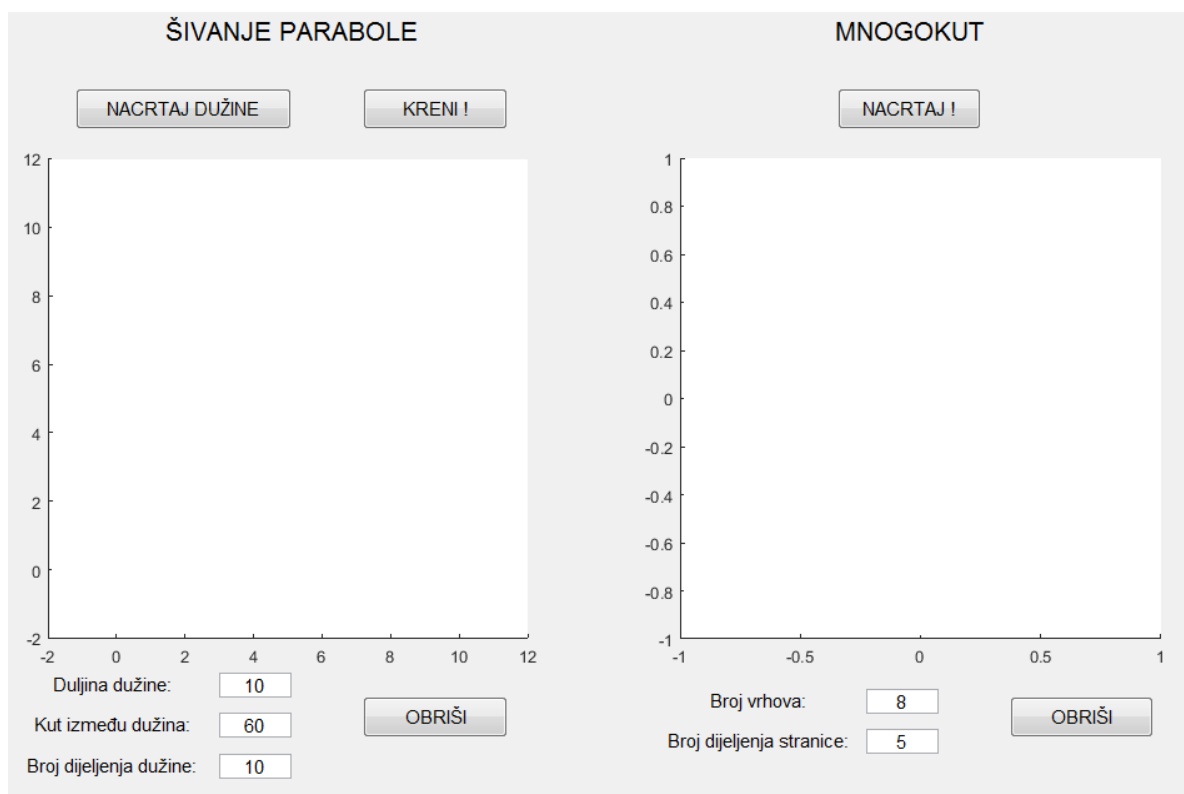 ŠIVANJE PARABOLE
NACRTAJ DUŽINE
KRENI !
12
10
8
6
4
2
0
-2
-2 0 2 4 6 8 10 12
Duljina dužine: 10
Kut između dužina: 60
Broj dijeljenja dužine: 10
OBRIŠI
MNOGOKUT
NACRTAJ !
1
0.8
0.6
0.4
0.2
0
-0.2
-0.4
-0.6
-0.8
-1
-1 -0.5 0 0.5 1
Broj vrhova: 8
Broj dijeljenja stranice: 5
OBRIŠI